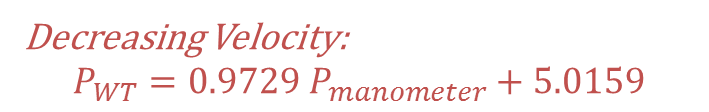 Decreasing Velocity:
P_WT = 0.9729 P_manometer + 5.0159